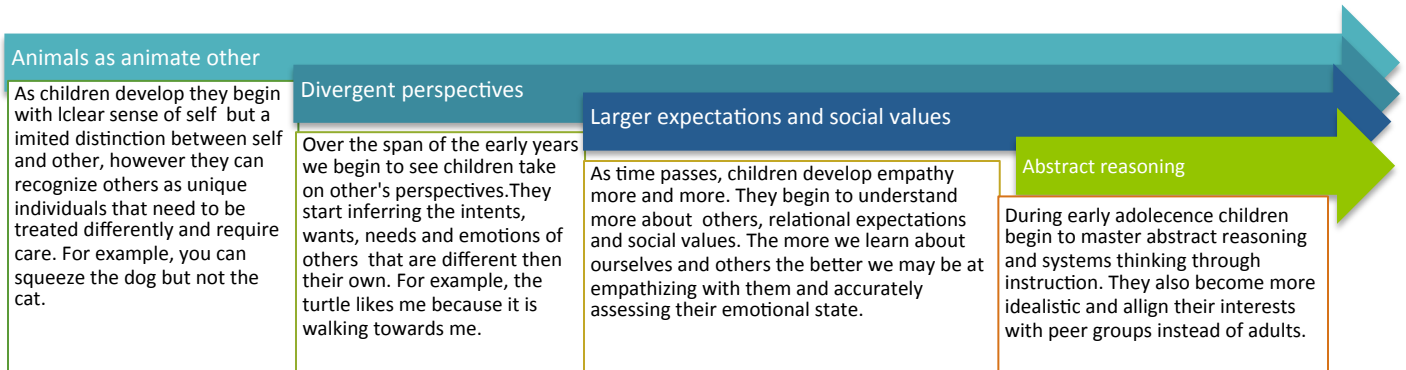 Animals as animate other
As children develop they begin
with lclear sense of self  but a
imited distinction between self
and other, however they can
recognize others as unique
individuals that need to be
treated differently and require
care. For example, you can
squeeze the dog but not the
cat.
Divergent perspectives
Over the span of the early years
we begin to see children take
on other's perspectives.They
start inferring the intents,
wants, needs and emotions of
others  that are different then
their own. For example, the
turtle likes me because it is
walking towards me.
Larger expectations and social values
As time passes, children develop empathy
more and more. They begin to understand
more about  others, relational expectations
and social values. The more we learn about
ourselves and others the better we may be at
empathizing with them and accurately
assessing their emotional state.
Abstract reasoning
During early adolecence children
begin to master abstract reasoning
and systems thinking through
instruction. They also become more
idealistic and allign their interests
with peer groups instead of adults.